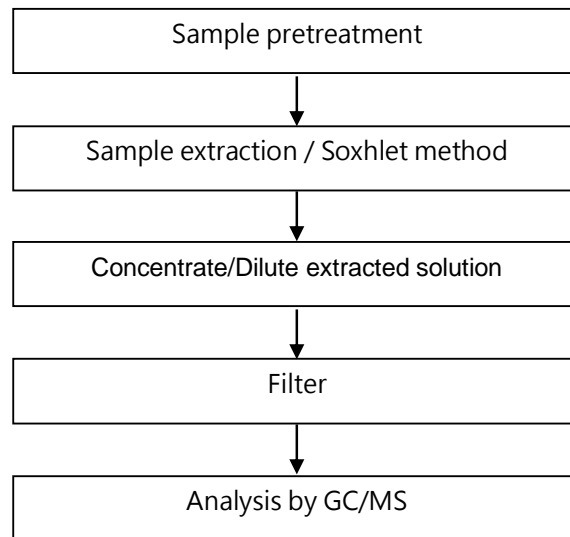 Sample pretreatment
Sample extraction / Soxhlet method
Concentrate/Dilute extracted solution
Filter
Analysis by GC/MS